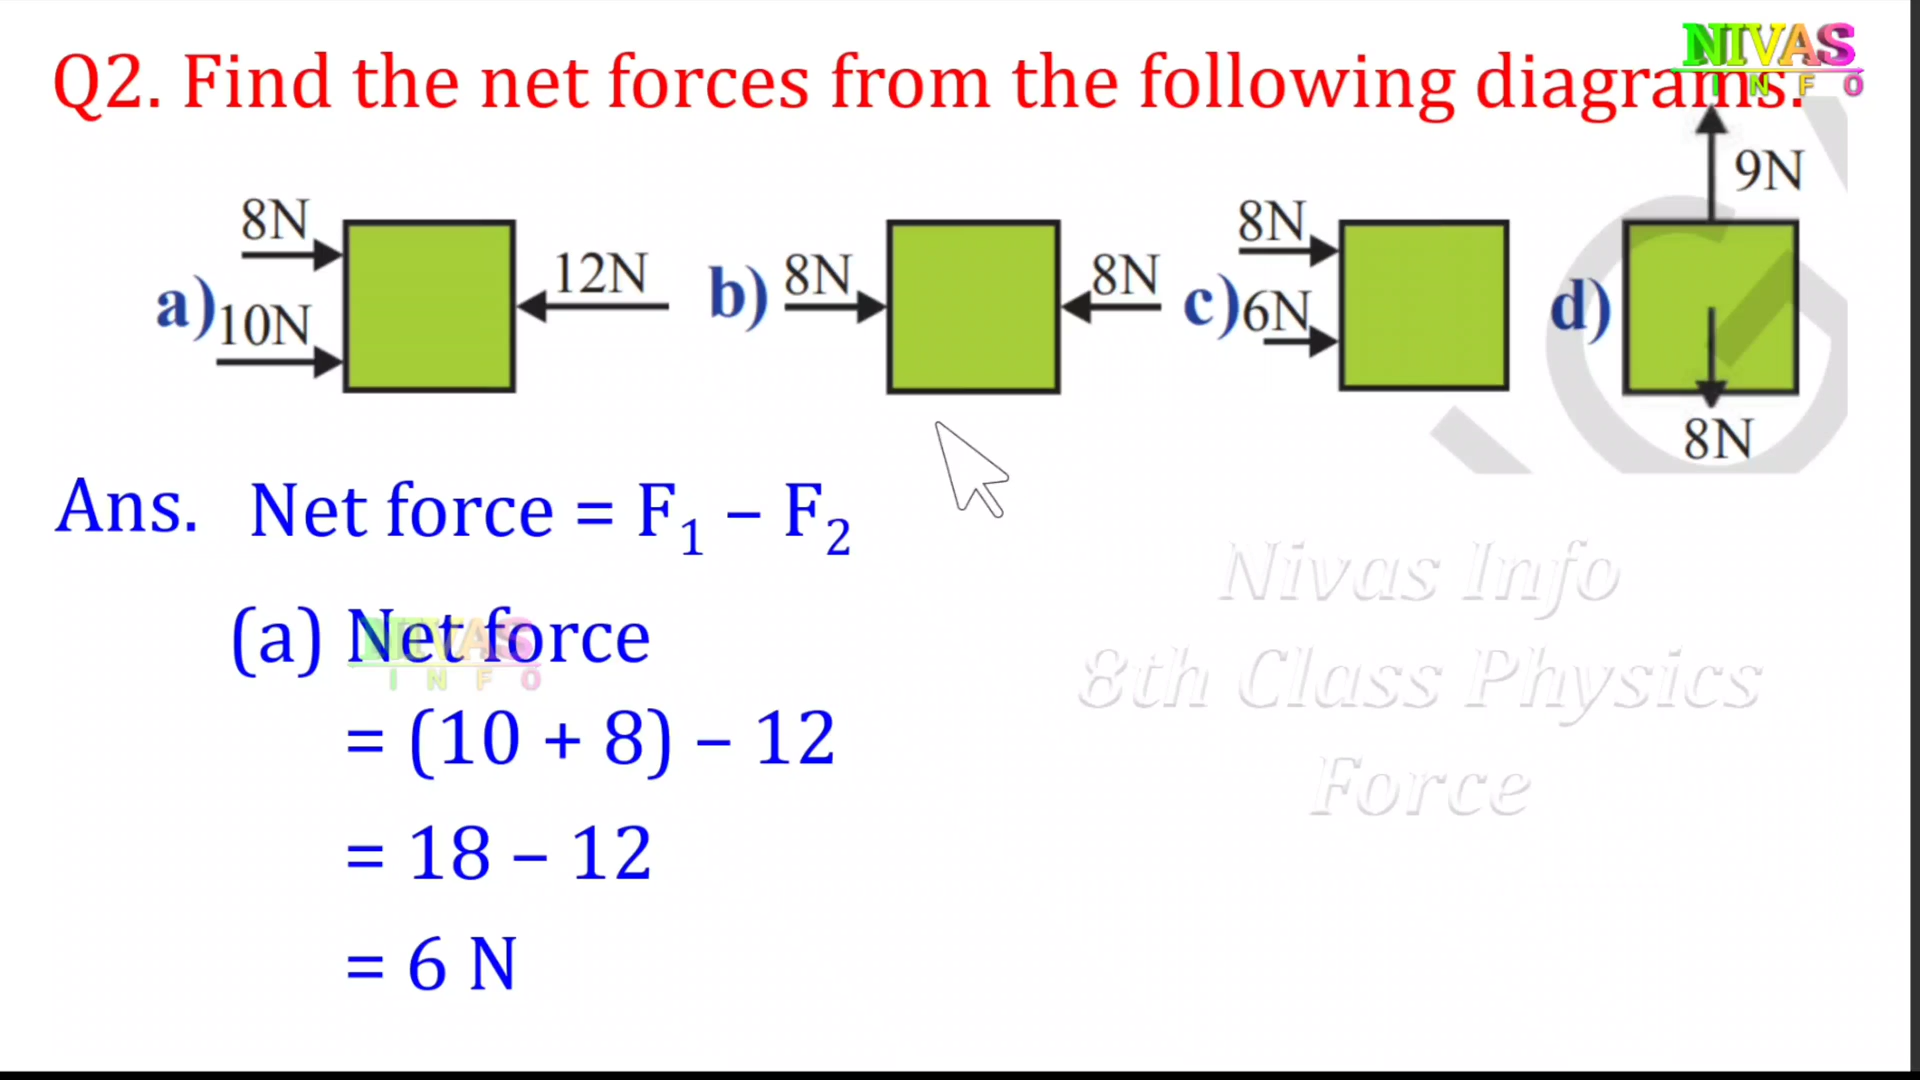 NIVAS
INFO
Q2. Find the net forces from the following diagrams.
9N
8N
8N
12N
b)
8N
8N
c)
6N
d)
a)
10N
8N
Ans. Net force = F₁ – F₂
(a) Net force
NIVAS
INFO
= (10 + 8) – 12
= 18 – 12
= 6 N
Nivas Info
8th Class Physics
Force